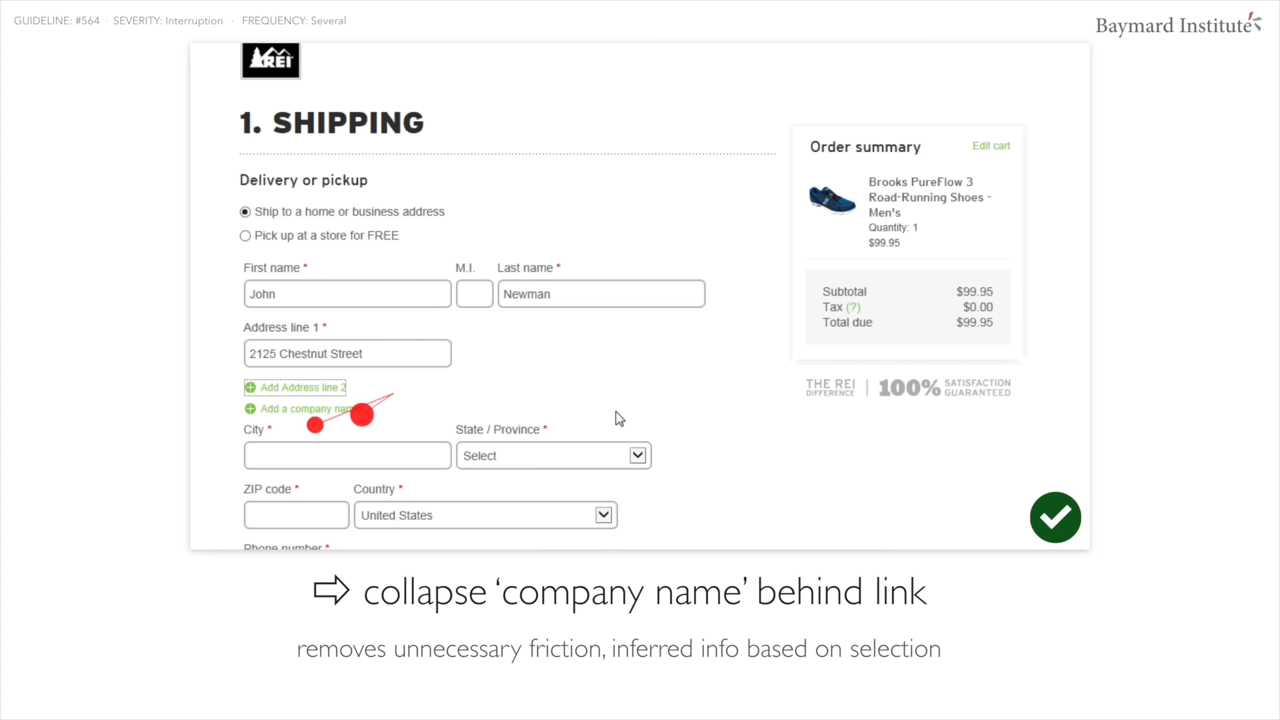 GUIDELINE: #564 · SEVERITY: Interruption · FREQUENCY: Several
Baymard Institute
REI
1. SHIPPING
Delivery or pickup
Ship to a home or business address
Pick up at a store for FREE
First name * M.I. Last name *
John Newman
Address line 1 *
2125 Chestnut Street
Add Address line 2
Add a company name
City * State / Province *
Select
ZIP code * Country *
United States
Phone number *
Order summary Edit cart
Brooks PureFlow 3
Road-Running Shoes -
Men's
Quantity: 1
$99.95
Subtotal $99.95
Tax (?) $0.00
Total due $99.95
THE REI
DIFFERENCE
100% SATISFACTION
GUARANTEED
⇨ collapse ‘company name’ behind link
removes unnecessary friction, inferred info based on selection